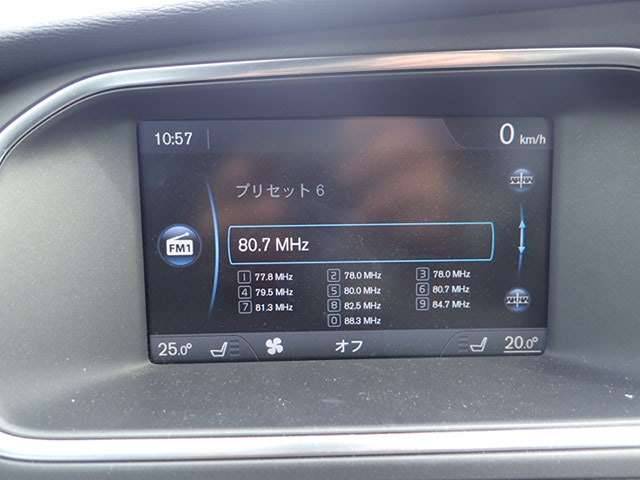 10:57
0 km/h
プリセット 6
FM1
80.7 MHz
1 77.8 MHz 2 78.0 MHz 3 78.0 MHz
4 79.5 MHz 5 80.0 MHz 6 80.7 MHz
7 81.3 MHz 8 82.5 MHz 9 84.7 MHz
0 88.3 MHz
25.0° オフ 20.0°